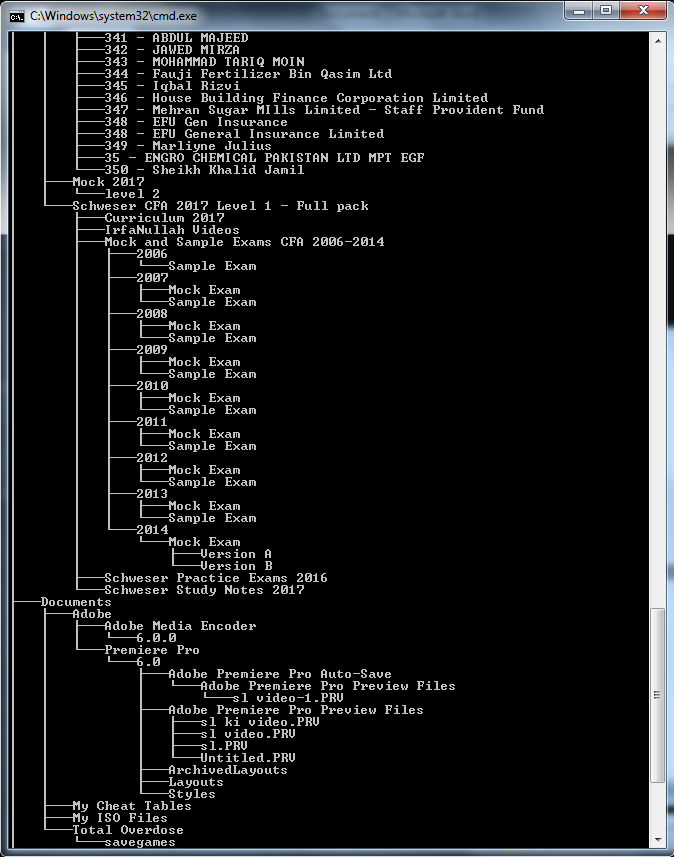 C:\Windows\system32\cmd.exe
341 - ABDUL MAJEED
342 - JAWED MIRZA
343 - MOHAMMAD TARIQ MOIN
344 - Fauji Fertilizer Bin Qasim Ltd
345 - Iqbal Rizvi
346 - House Building Finance Corporation Limited
347 - Mehran Sugar MIlls Limited - Staff Provident Fund
348 - EFU Gen Insurance
348 - EFU General Insurance Limited
349 - Marliyne Julius
35 - ENGRO CHEMICAL PAKISTAN LTD MPT EGF
350 - Sheikh Khalid Jamil
Mock 2017
level 2
Schweser CFA 2017 Level 1 - Full pack
Curriculum 2017
IrfaNullah Videos
Mock and Sample Exams CFA 2006-2014
2006
Sample Exam
2007
Mock Exam
Sample Exam
2008
Mock Exam
Sample Exam
2009
Mock Exam
Sample Exam
2010
Mock Exam
Sample Exam
2011
Mock Exam
Sample Exam
2012
Mock Exam
Sample Exam
2013
Mock Exam
Sample Exam
2014
Mock Exam
Version A
Version B
Schweser Practice Exams 2016
Schweser Study Notes 2017
Documents
Adobe
Adobe Media Encoder
6.0.0
Premiere Pro
6.0
Adobe Premiere Pro Auto-Save
Adobe Premiere Pro Preview Files
sl video-1.PRV
Adobe Premiere Pro Preview Files
sl ki video.PRV
sl video.PRV
sl.PRV
Untitled.PRV
ArchivedLayouts
Layouts
Styles
My Cheat Tables
My ISO Files
Total Overdose
savegames